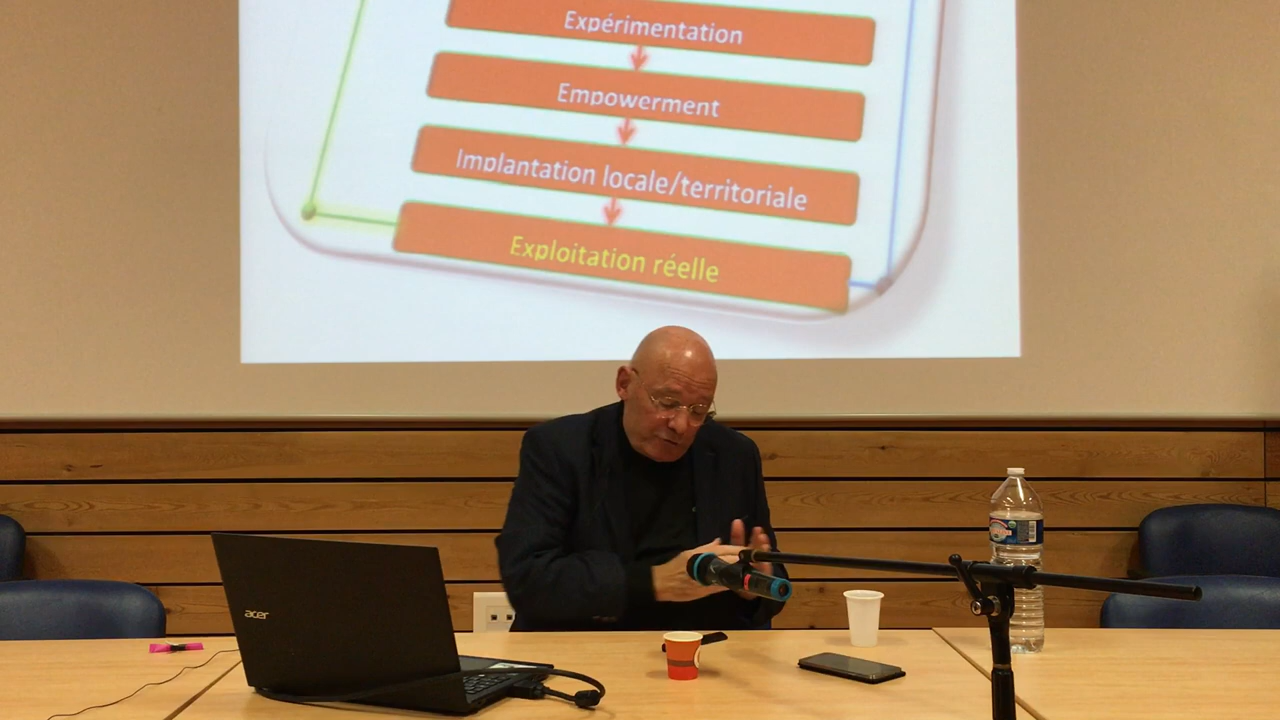 Expérimentation
Empowerment
Implantation locale/territoriale
Exploitation réelle
acer